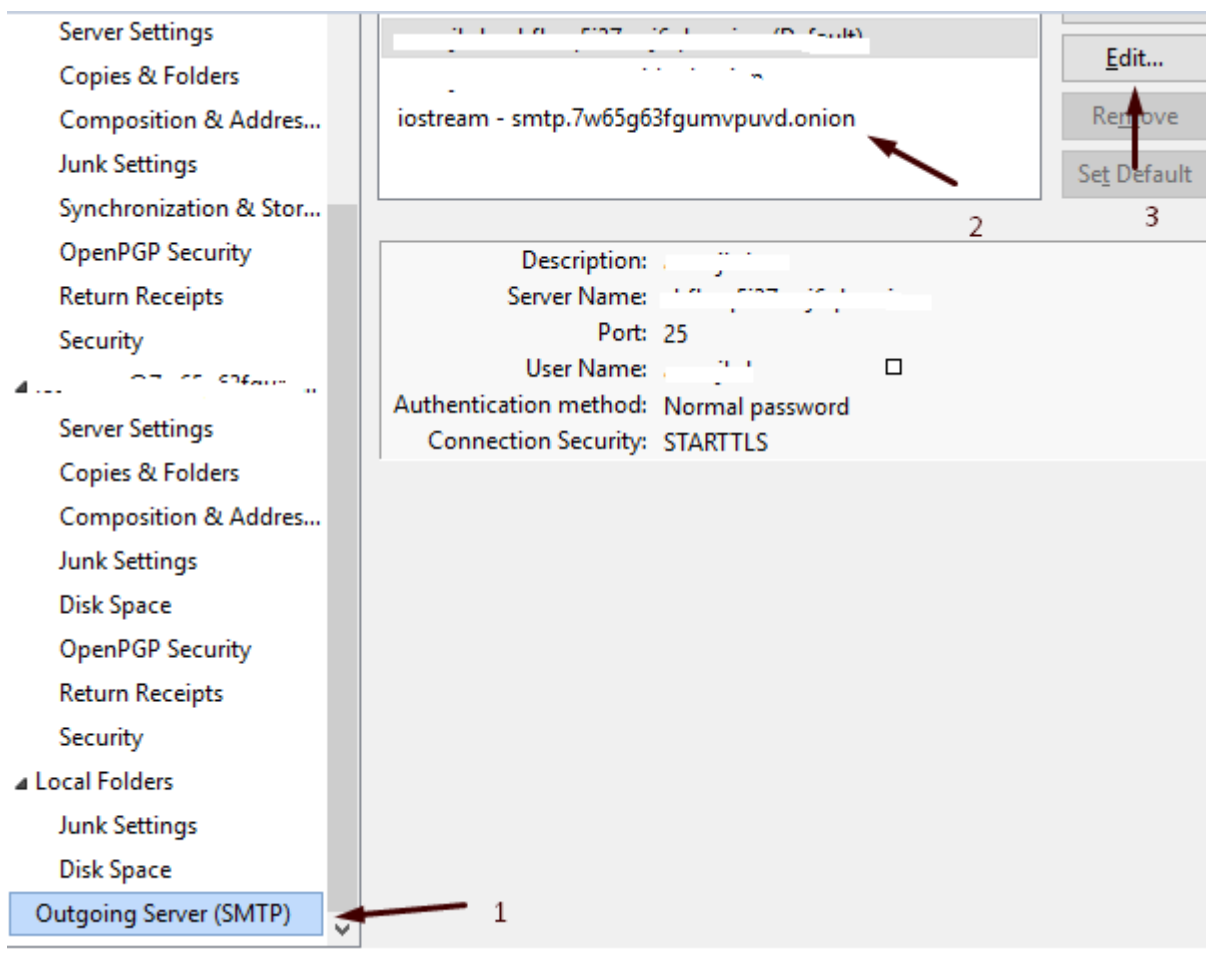 Server Settings
Copies & Folders
Composition & Addres...
Junk Settings
Synchronization & Stor...
OpenPGP Security
Return Receipts
Security
Server Settings
Copies & Folders
Composition & Addres...
Junk Settings
Disk Space
OpenPGP Security
Return Receipts
Security
Local Folders
Junk Settings
Disk Space
Outgoing Server (SMTP)
1
iostream - smtp.7w65g63fgumvpuvd.onion
2
Edit...
Remove
Set Default
3
Description:
Server Name:
Port: 25
User Name:
Authentication method: Normal password
Connection Security: STARTTLS